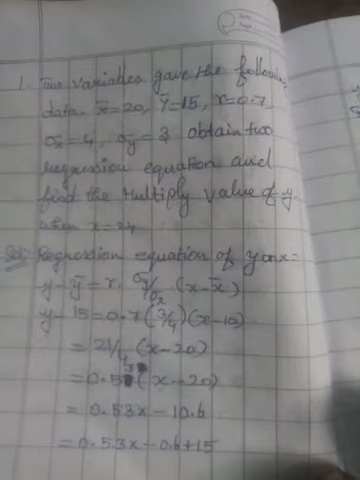 1. Two variables gave the following
data x̄=20, ȳ=15, r=0.7
σx=4, σy=3 obtain two
regression equation and
find the multiply value of y
when x=24
Sol: Regression equation of y on x:-
y-ȳ = r. σy/σx (x-x̄)
y-15=0.7(3/4)(x-10)
= 21/4 (x-20)
=0.53(x-20)
= 0.53x-10.6
=0.53x-0.6+15